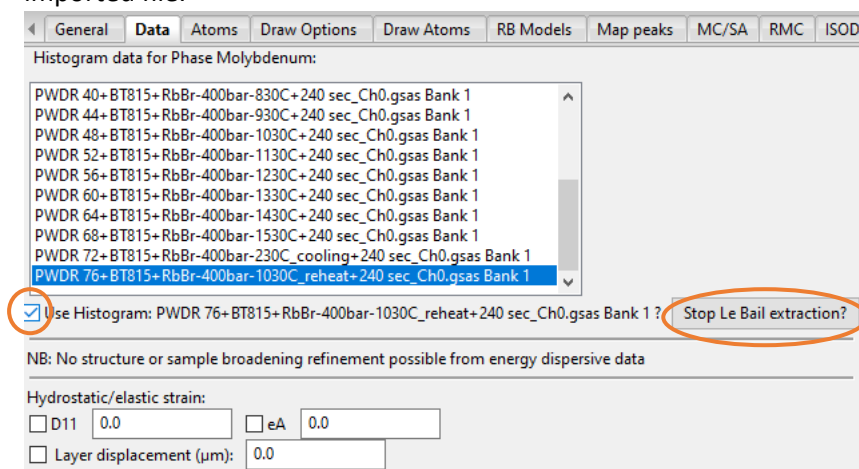 General Data Atoms Draw Options Draw Atoms RB Models Map peaks MC/SA RMC ISOD
Histogram data for Phase Molybdenum:
PWDR 40+BT815+RbBr-400bar-830C+240 sec_Ch0.gsas Bank 1
PWDR 44+BT815+RbBr-400bar-930C+240 sec_Ch0.gsas Bank 1
PWDR 48+BT815+RbBr-400bar-1030C+240 sec_Ch0.gsas Bank 1
PWDR 52+BT815+RbBr-400bar-1130C+240 sec_Ch0.gsas Bank 1
PWDR 56+BT815+RbBr-400bar-1230C+240 sec_Ch0.gsas Bank 1
PWDR 60+BT815+RbBr-400bar-1330C+240 sec_Ch0.gsas Bank 1
PWDR 64+BT815+RbBr-400bar-1430C+240 sec_Ch0.gsas Bank 1
PWDR 68+BT815+RbBr-400bar-1530C+240 sec_Ch0.gsas Bank 1
PWDR 72+BT815+RbBr-400bar-230C_cooling+240 sec_Ch0.gsas Bank 1
PWDR 76+BT815+RbBr-400bar-1030C_reheat+240 sec_Ch0.gsas Bank 1
Use Histogram: PWDR 76+BT815+RbBr-400bar-1030C_reheat+240 sec_Ch0.gsas Bank 1 ? Stop Le Bail extraction?
NB: No structure or sample broadening refinement possible from energy dispersive data
Hydrostatic/elastic strain:
D11 0.0 eA 0.0
Layer displacement (μm): 0.0